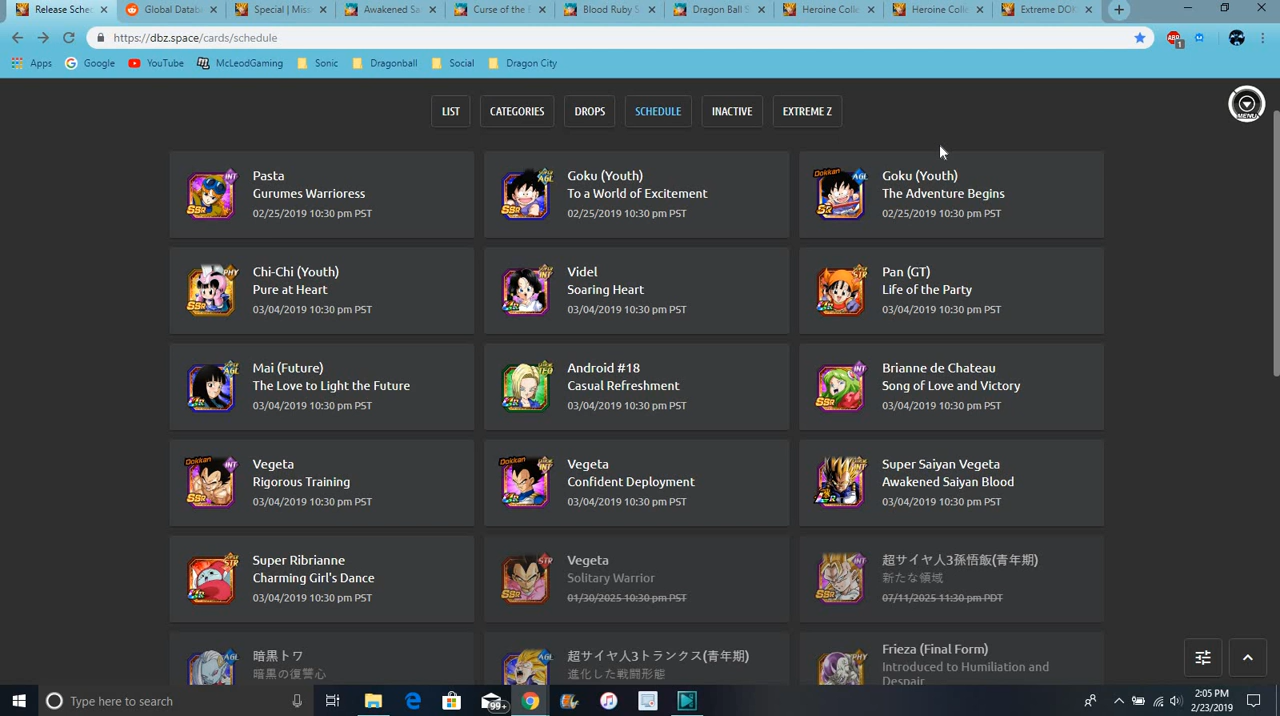 Release Sche
Global Datab
Special | Miss
Awakened Sa
Curse of the
Blood Ruby S
Dragon Ball S
Heroine Colle
Heroine Colle
Extreme DOK
https://dbz.space/cards/schedule
Apps
Google
YouTube
McLeodGaming
Sonic
Dragonball
Social
Dragon City
LIST
CATEGORIES
DROPS
SCHEDULE
INACTIVE
EXTREME Z
MENU
Pasta
Gurumes Warrioress
02/25/2019 10:30 pm PST
Goku (Youth)
To a World of Excitement
02/25/2019 10:30 pm PST
Goku (Youth)
The Adventure Begins
02/25/2019 10:30 pm PST
Chi-Chi (Youth)
Pure at Heart
03/04/2019 10:30 pm PST
Videl
Soaring Heart
03/04/2019 10:30 pm PST
Pan (GT)
Life of the Party
03/04/2019 10:30 pm PST
Mai (Future)
The Love to Light the Future
03/04/2019 10:30 pm PST
Android #18
Casual Refreshment
03/04/2019 10:30 pm PST
Brianne de Chateau
Song of Love and Victory
03/04/2019 10:30 pm PST
Vegeta
Rigorous Training
03/04/2019 10:30 pm PST
Vegeta
Confident Deployment
03/04/2019 10:30 pm PST
Super Saiyan Vegeta
Awakened Saiyan Blood
03/04/2019 10:30 pm PST
Super Ribrianne
Charming Girl's Dance
03/04/2019 10:30 pm PST
Vegeta
Solitary Warrior
01/30/2025 10:30 pm PST
超サイヤ人3孫悟飯(青年期)
新たな領域
07/11/2025 11:30 pm PDT
暗黒トワ
暗黒の復讐心
超サイヤ人3トランクス(青年期)
進化した戦闘形態
Frieza (Final Form)
Introduced to Humiliation and
Despair
Type here to search
99+
2:05 PM
2/23/2019